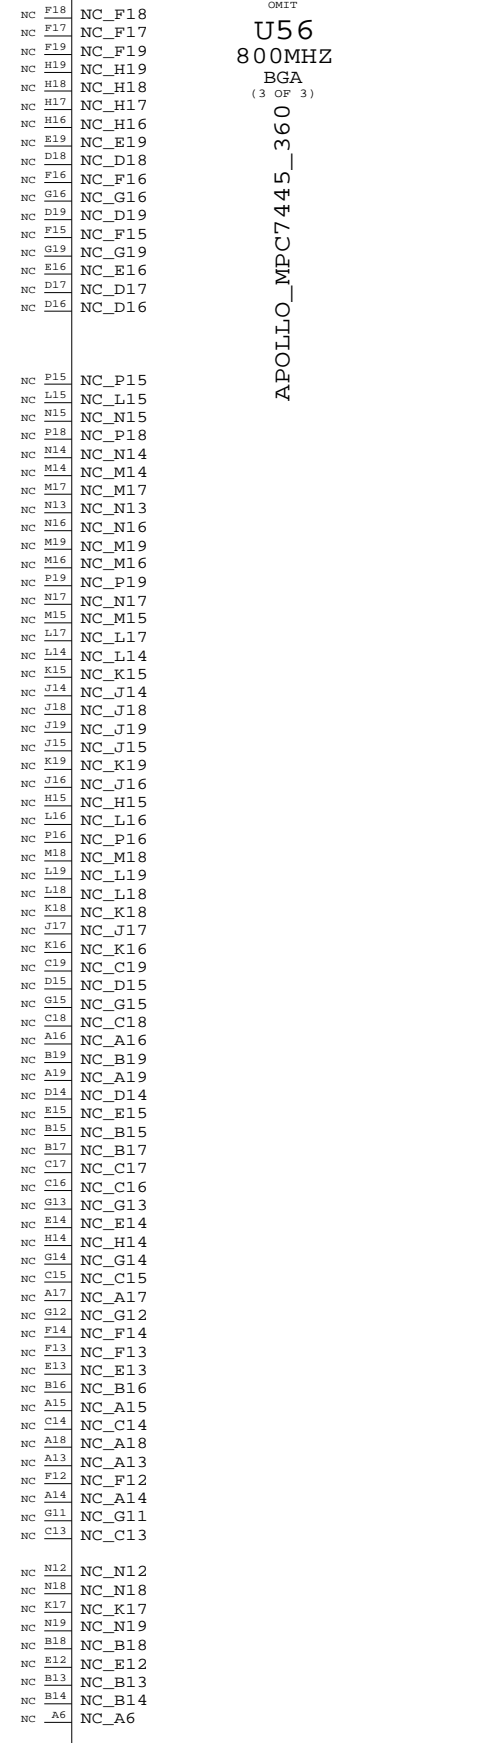 NC F18 NC_F18
NC F17 NC_F17
NC F19 NC_F19
NC H19 NC_H19
NC H18 NC_H18
NC H17 NC_H17
NC H16 NC_H16
NC E19 NC_E19
NC D18 NC_D18
NC F16 NC_F16
NC G16 NC_G16
NC D19 NC_D19
NC F15 NC_F15
NC G19 NC_G19
NC E16 NC_E16
NC D17 NC_D17
NC D16 NC_D16
NC P15 NC_P15
NC L15 NC_L15
NC N15 NC_N15
NC P18 NC_P18
NC N14 NC_N14
NC M14 NC_M14
NC M17 NC_M17
NC N13 NC_N13
NC N16 NC_N16
NC M19 NC_M19
NC M16 NC_M16
NC P19 NC_P19
NC N17 NC_N17
NC M15 NC_M15
NC L17 NC_L17
NC L14 NC_L14
NC K15 NC_K15
NC J14 NC_J14
NC J18 NC_J18
NC J19 NC_J19
NC J15 NC_J15
NC K19 NC_K19
NC J16 NC_J16
NC H15 NC_H15
NC L16 NC_L16
NC P16 NC_P16
NC M18 NC_M18
NC L19 NC_L19
NC L18 NC_L18
NC K18 NC_K18
NC J17 NC_J17
NC K16 NC_K16
NC C19 NC_C19
NC D15 NC_D15
NC G15 NC_G15
NC C18 NC_C18
NC A16 NC_A16
NC B19 NC_B19
NC A19 NC_A19
NC D14 NC_D14
NC E15 NC_E15
NC B15 NC_B15
NC B17 NC_B17
NC C17 NC_C17
NC C16 NC_C16
NC G13 NC_G13
NC E14 NC_E14
NC H14 NC_H14
NC G14 NC_G14
NC C15 NC_C15
NC A17 NC_A17
NC G12 NC_G12
NC F14 NC_F14
NC F13 NC_F13
NC E13 NC_E13
NC B16 NC_B16
NC A15 NC_A15
NC C14 NC_C14
NC A18 NC_A18
NC A13 NC_A13
NC F12 NC_F12
NC A14 NC_A14
NC G11 NC_G11
NC C13 NC_C13
NC N12 NC_N12
NC N18 NC_N18
NC K17 NC_K17
NC N19 NC_N19
NC B18 NC_B18
NC E12 NC_E12
NC B13 NC_B13
NC B14 NC_B14
NC A6 NC_A6
OMIT
U56
800MHZ
BGA
(3 OF 3)
APOLLO_MPC7445_360